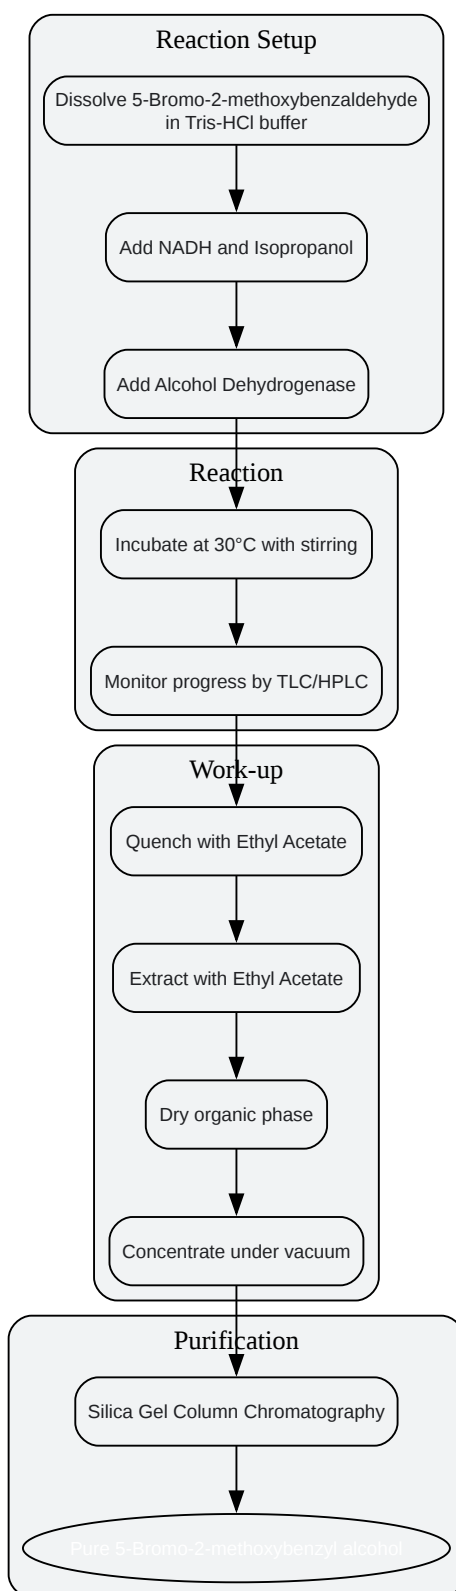 Reaction Setup
Dissolve 5-Bromo-2-methoxybenzaldehyde
in Tris-HCl buffer
Add NADH and Isopropanol
Add Alcohol Dehydrogenase
Reaction
Incubate at 30°C with stirring
Monitor progress by TLC/HPLC
Work-up
Quench with Ethyl Acetate
Extract with Ethyl Acetate
Dry organic phase
Concentrate under vacuum
Purification
Silica Gel Column Chromatography
Pure 5-Bromo-2-methoxybenzyl alcohol